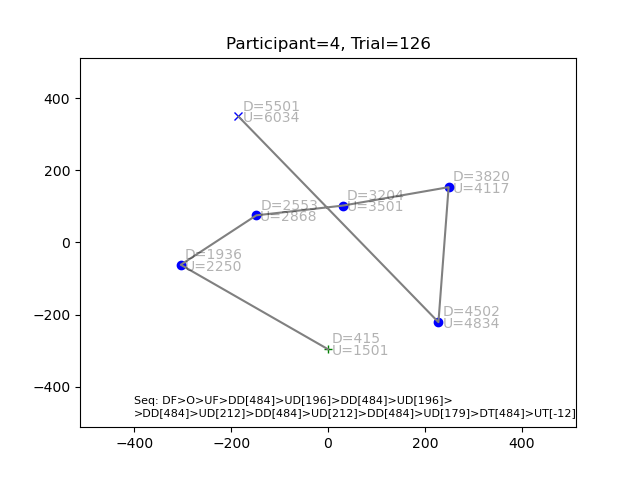 Participant=4, Trial=126
D=5501
U=6034
D=3820
U=4117
D=3204
U=3501
D=2553
U=2868
D=1936
U=2250
D=4502
U=4834
D=415
U=1501
400
200
0
−200
−400
Seq: DF>O>UF>DD[484]>UD[196]>DD[484]>UD[196]>
>DD[484]>UD[212]>DD[484]>UD[212]>DD[484]>UD[179]>DT[484]>UT[-12]
−400 −200 0 200 400